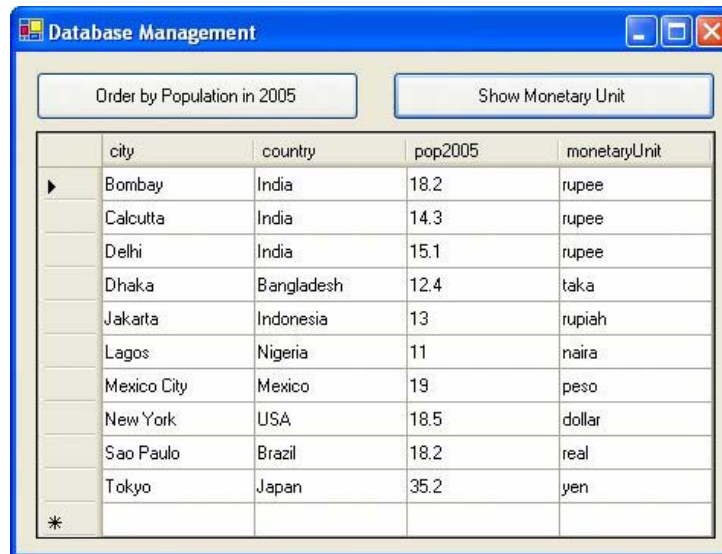 Database Management
Order by Population in 2005 Show Monetary Unit
city country pop2005 monetaryUnit
Bombay India 18.2 rupee
Calcutta India 14.3 rupee
Delhi India 15.1 rupee
Dhaka Bangladesh 12.4 taka
Jakarta Indonesia 13 rupiah
Lagos Nigeria 11 naira
Mexico City Mexico 19 peso
New York USA 18.5 dollar
Sao Paulo Brazil 18.2 real
Tokyo Japan 35.2 yen